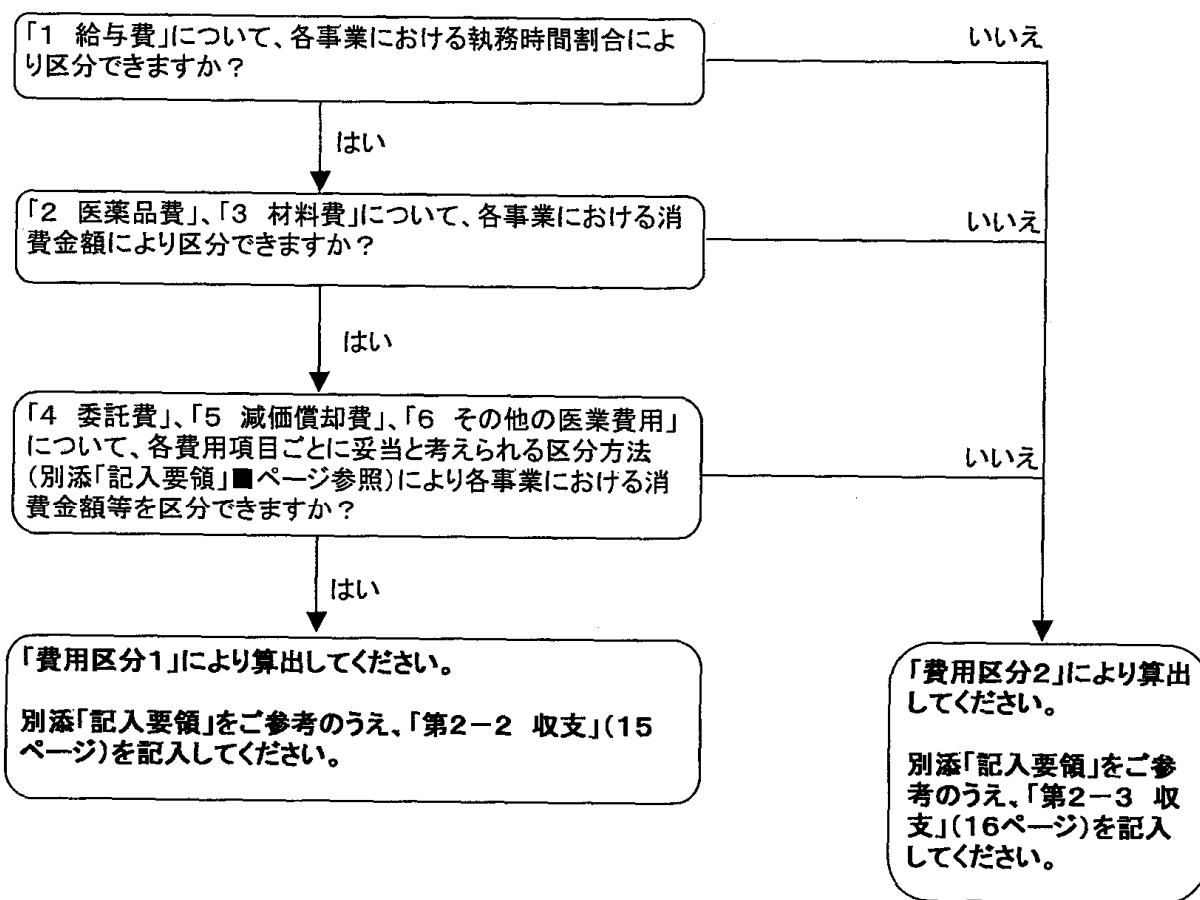 「1　給与費」について、各事業における執務時間割合によ
り区分できますか？
いいえ
はい
「2　医薬品費」、「3　材料費」について、各事業における消
費金額により区分できますか？
いいえ
はい
「4　委託費」、「5　減価償却費」、「6　その他の医業費用」
について、各費用項目ごとに妥当と考えられる区分方法
（別添「記入要領」■ページ参照）により各事業における消
費金額等を区分できますか？
いいえ
はい
「費用区分1」により算出してください。
別添「記入要領」をご参考のうえ、「第2－2　収支」（15
ページ）を記入してください。
「費用区分2」により算出
してください。
別添「記入要領」をご参
考のうえ、「第2－3　収
支」（16ページ）を記入
してください。